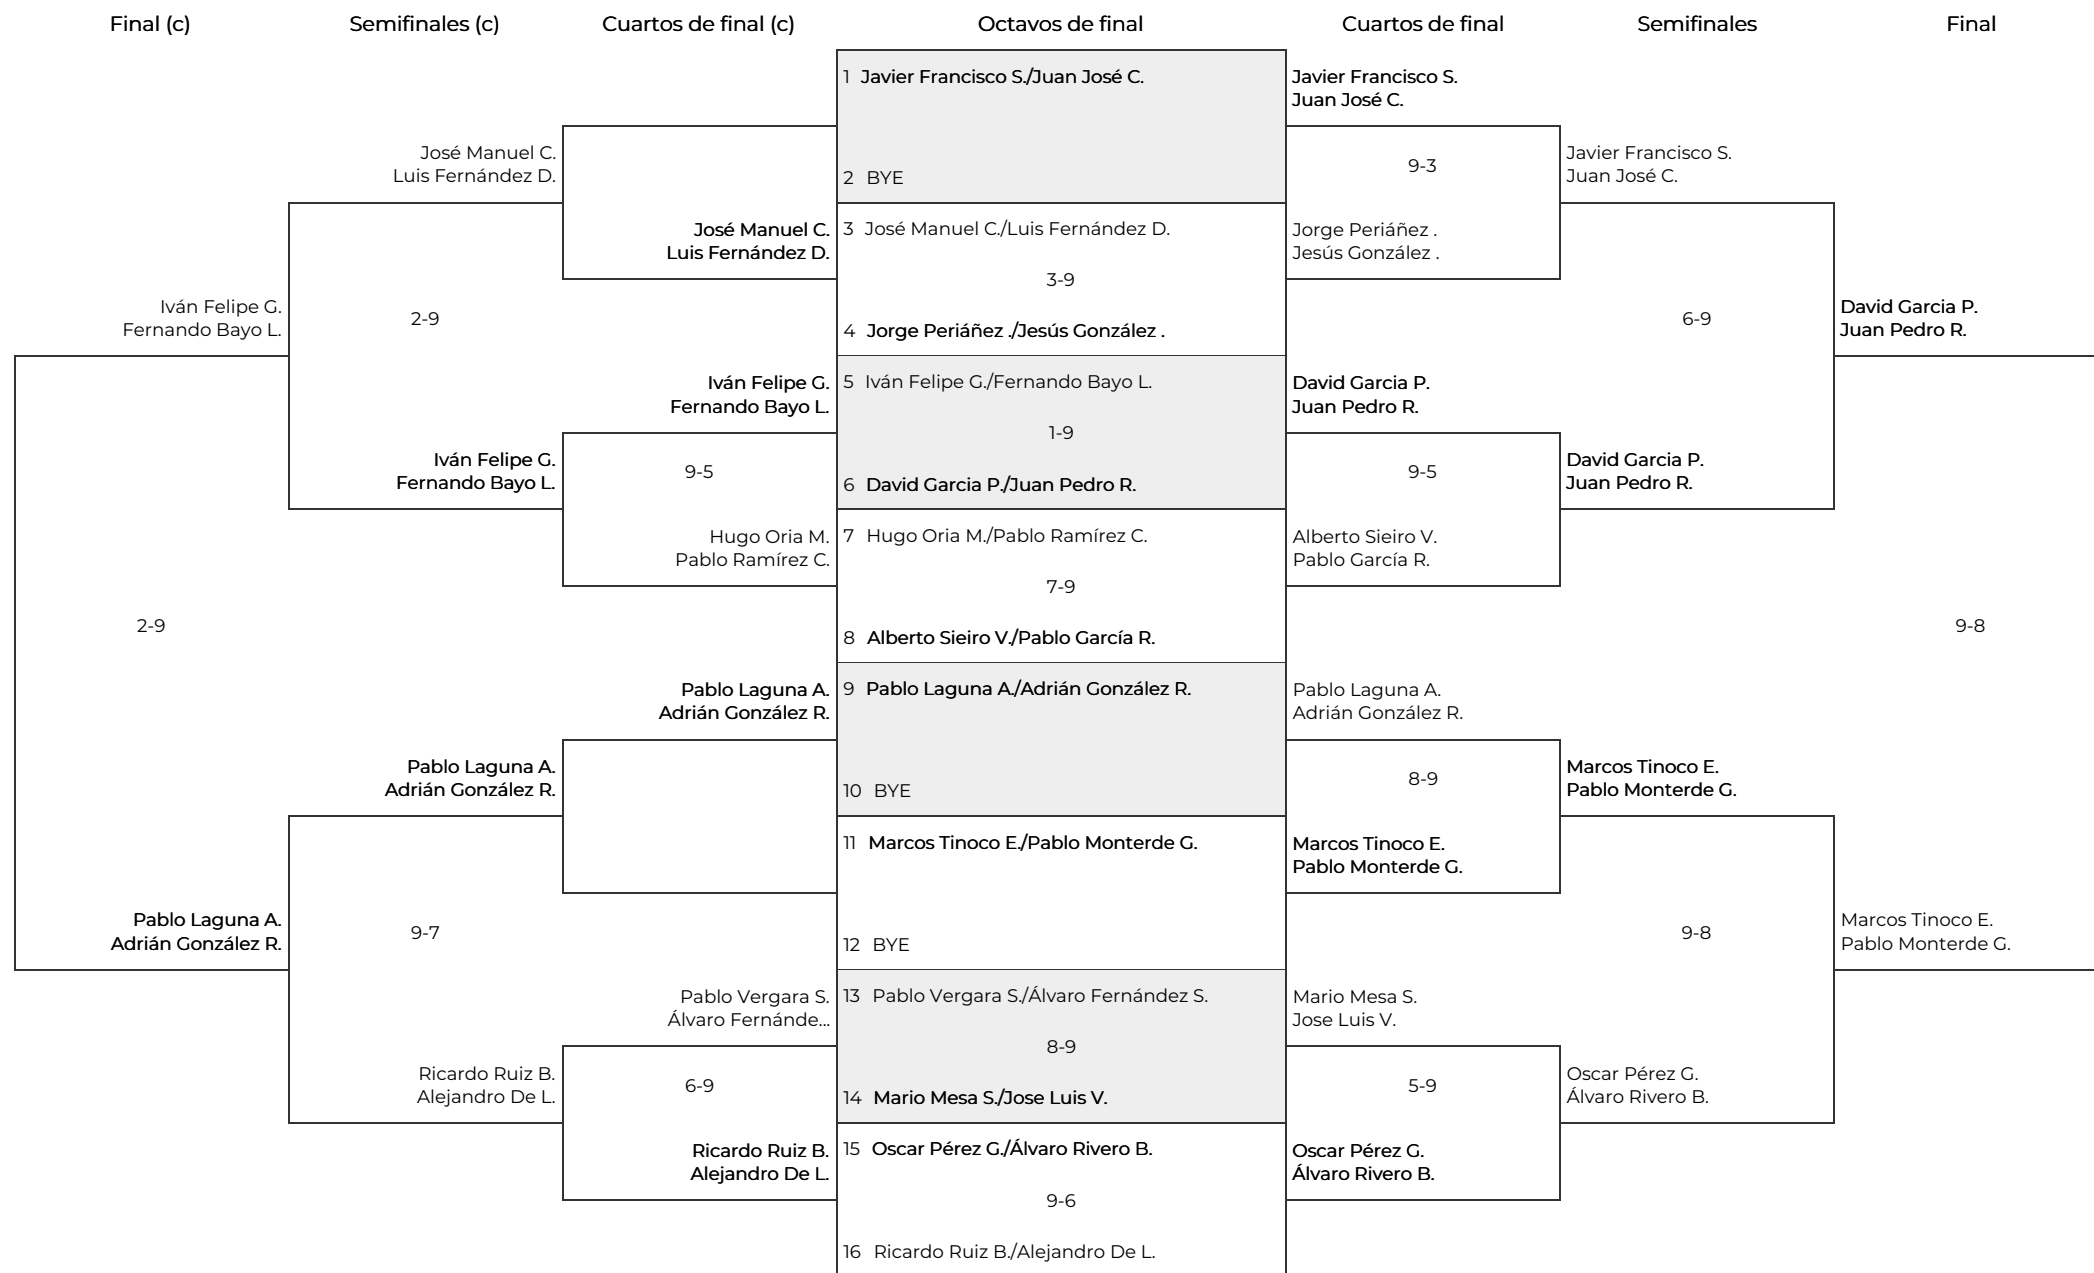 Final (c)
Semifinales (c)
Cuartos de final (c)
Octavos de final
Cuartos de final
Semifinales
Final
Iván Felipe G.
Fernando Bayo L.
2-9
Pablo Laguna A.
Adrián González R.
José Manuel C.
Luis Fernández D.
2-9
Iván Felipe G.
Fernando Bayo L.
Pablo Laguna A.
Adrián González R.
9-7
Ricardo Ruiz B.
Alejandro De L.
José Manuel C.
Luis Fernández D.
Iván Felipe G.
Fernando Bayo L.
9-5
Hugo Oria M.
Pablo Ramírez C.
Pablo Laguna A.
Adrián González R.
Pablo Vergara S.
Álvaro Fernánde...
6-9
Ricardo Ruiz B.
Alejandro De L.
1 Javier Francisco S./Juan José C.
2 BYE
3 José Manuel C./Luis Fernández D.
3-9
4 Jorge Periáñez ./Jesús González .
5 Iván Felipe G./Fernando Bayo L.
1-9
6 David Garcia P./Juan Pedro R.
7 Hugo Oria M./Pablo Ramírez C.
7-9
8 Alberto Sieiro V./Pablo García R.
9 Pablo Laguna A./Adrián González R.
10 BYE
11 Marcos Tinoco E./Pablo Monterde G.
12 BYE
13 Pablo Vergara S./Álvaro Fernández S.
8-9
14 Mario Mesa S./Jose Luis V.
15 Oscar Pérez G./Álvaro Rivero B.
9-6
16 Ricardo Ruiz B./Alejandro De L.
Javier Francisco S.
Juan José C.
9-3
Jorge Periáñez .
Jesús González .
David Garcia P.
Juan Pedro R.
9-5
Alberto Sieiro V.
Pablo García R.
Pablo Laguna A.
Adrián González R.
8-9
Marcos Tinoco E.
Pablo Monterde G.
Mario Mesa S.
Jose Luis V.
5-9
Oscar Pérez G.
Álvaro Rivero B.
Javier Francisco S.
Juan José C.
6-9
David Garcia P.
Juan Pedro R.
Marcos Tinoco E.
Pablo Monterde G.
9-8
Oscar Pérez G.
Álvaro Rivero B.
David Garcia P.
Juan Pedro R.
9-8
Marcos Tinoco E.
Pablo Monterde G.